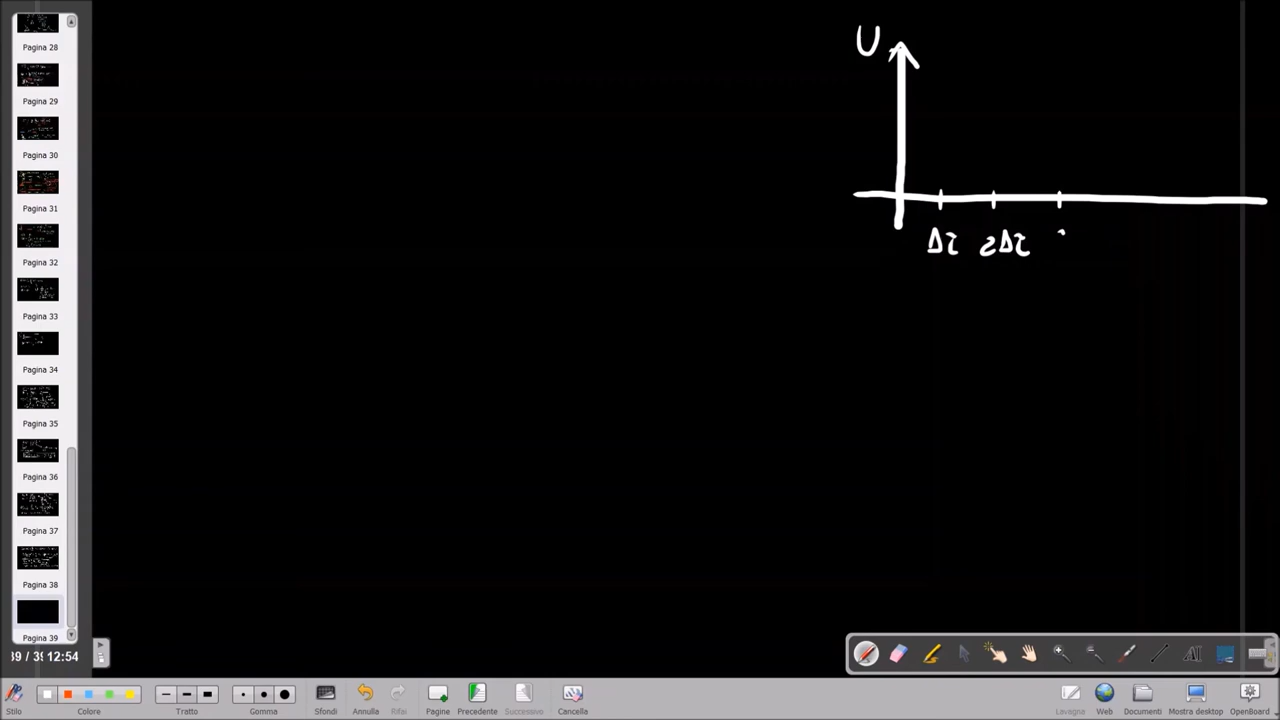 U
Δτ 2Δτ
Pagina 28
Pagina 29
Pagina 30
Pagina 31
Pagina 32
Pagina 33
Pagina 34
Pagina 35
Pagina 36
Pagina 37
Pagina 38
Pagina 39
39 / 39 12:54
Stilo Colore Tratto Gomma Sfondi Annulla Rifai Pagine Precedente Successivo Cancella Lavagna Web Documenti Mostra desktop OpenBoard